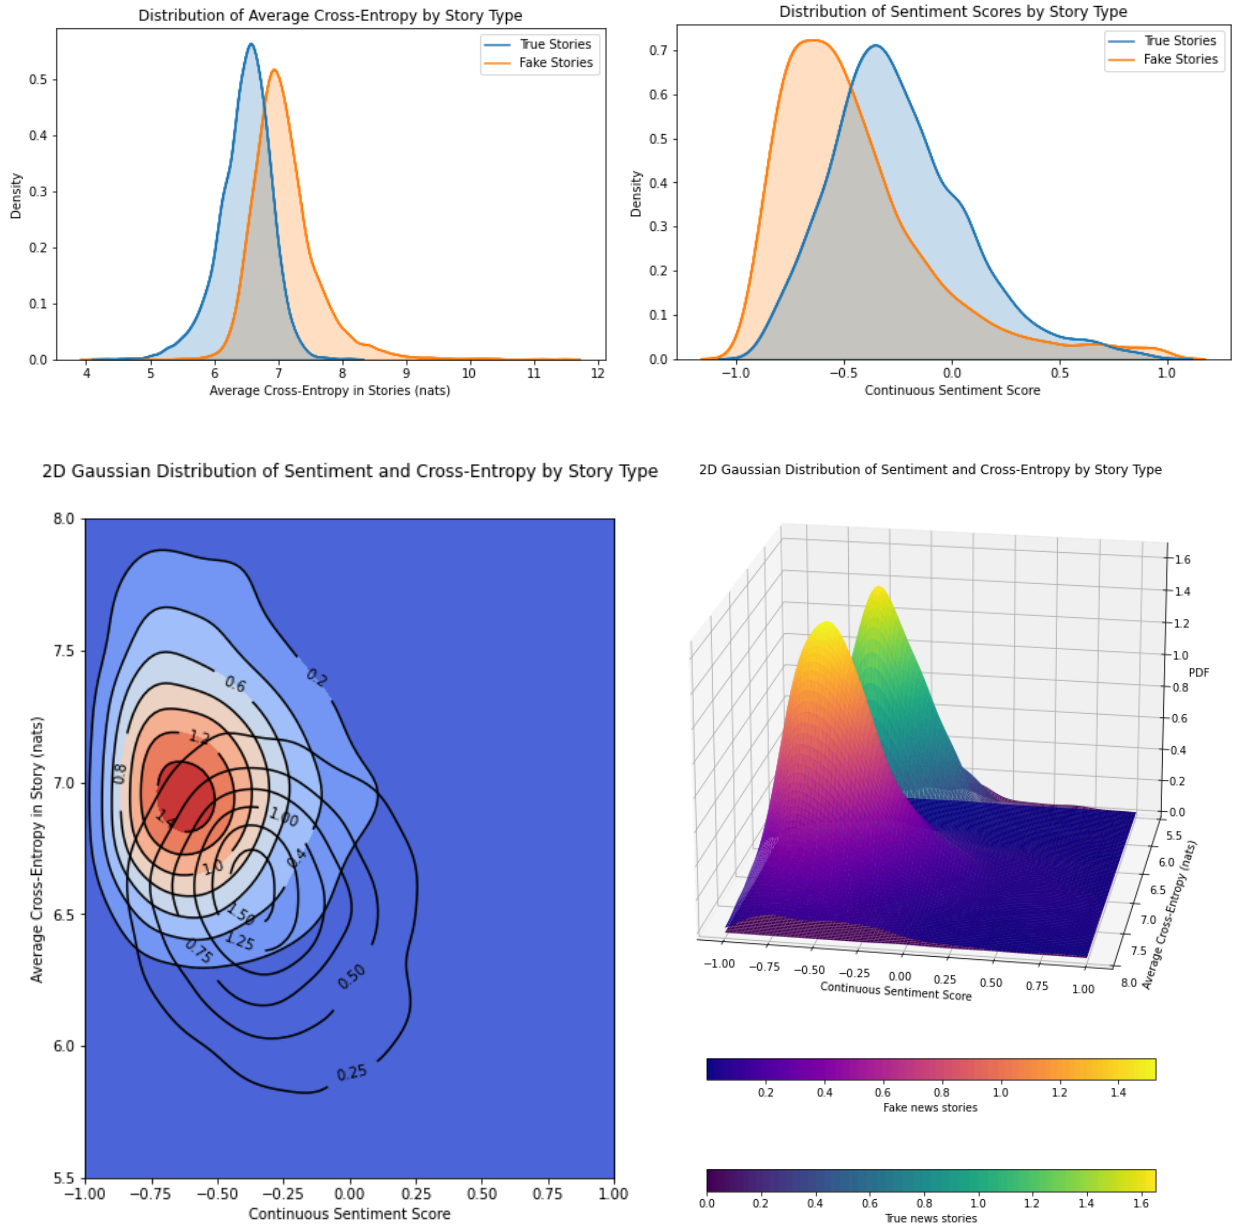 Distribution of Average Cross-Entropy by Story Type
True Stories
Fake Stories
0.5
0.4
0.3
0.2
0.1
0.0
Density
4 5 6 7 8 9 10 11 12
Average Cross-Entropy in Stories (nats)
Distribution of Sentiment Scores by Story Type
True Stories
Fake Stories
0.7
0.6
0.5
0.4
0.3
0.2
0.1
0.0
Density
−1.0 −0.5 0.0 0.5 1.0
Continuous Sentiment Score
2D Gaussian Distribution of Sentiment and Cross-Entropy by Story Type
8.0
7.5
7.0
6.5
6.0
5.5
Average Cross-Entropy in Story (nats)
0.2
0.6
1.2
0.8
1.4
1.00
0.4
1.0
1.50
1.25
0.75
0.50
0.25
−1.00 −0.75 −0.50 −0.25 0.00 0.25 0.50 0.75 1.00
Continuous Sentiment Score
2D Gaussian Distribution of Sentiment and Cross-Entropy by Story Type
1.6
1.4
1.2
1.0
0.8
0.6
0.4
0.2
0.0
PDF
5.5
6.0
6.5
7.0
7.5
8.0
Average Cross-Entropy (nats)
−1.00 −0.75 −0.50 −0.25 0.00 0.25 0.50 0.75 1.00
Continuous Sentiment Score
0.2 0.4 0.6 0.8 1.0 1.2 1.4
Fake news stories
0.0 0.2 0.4 0.6 0.8 1.0 1.2 1.4 1.6
True news stories